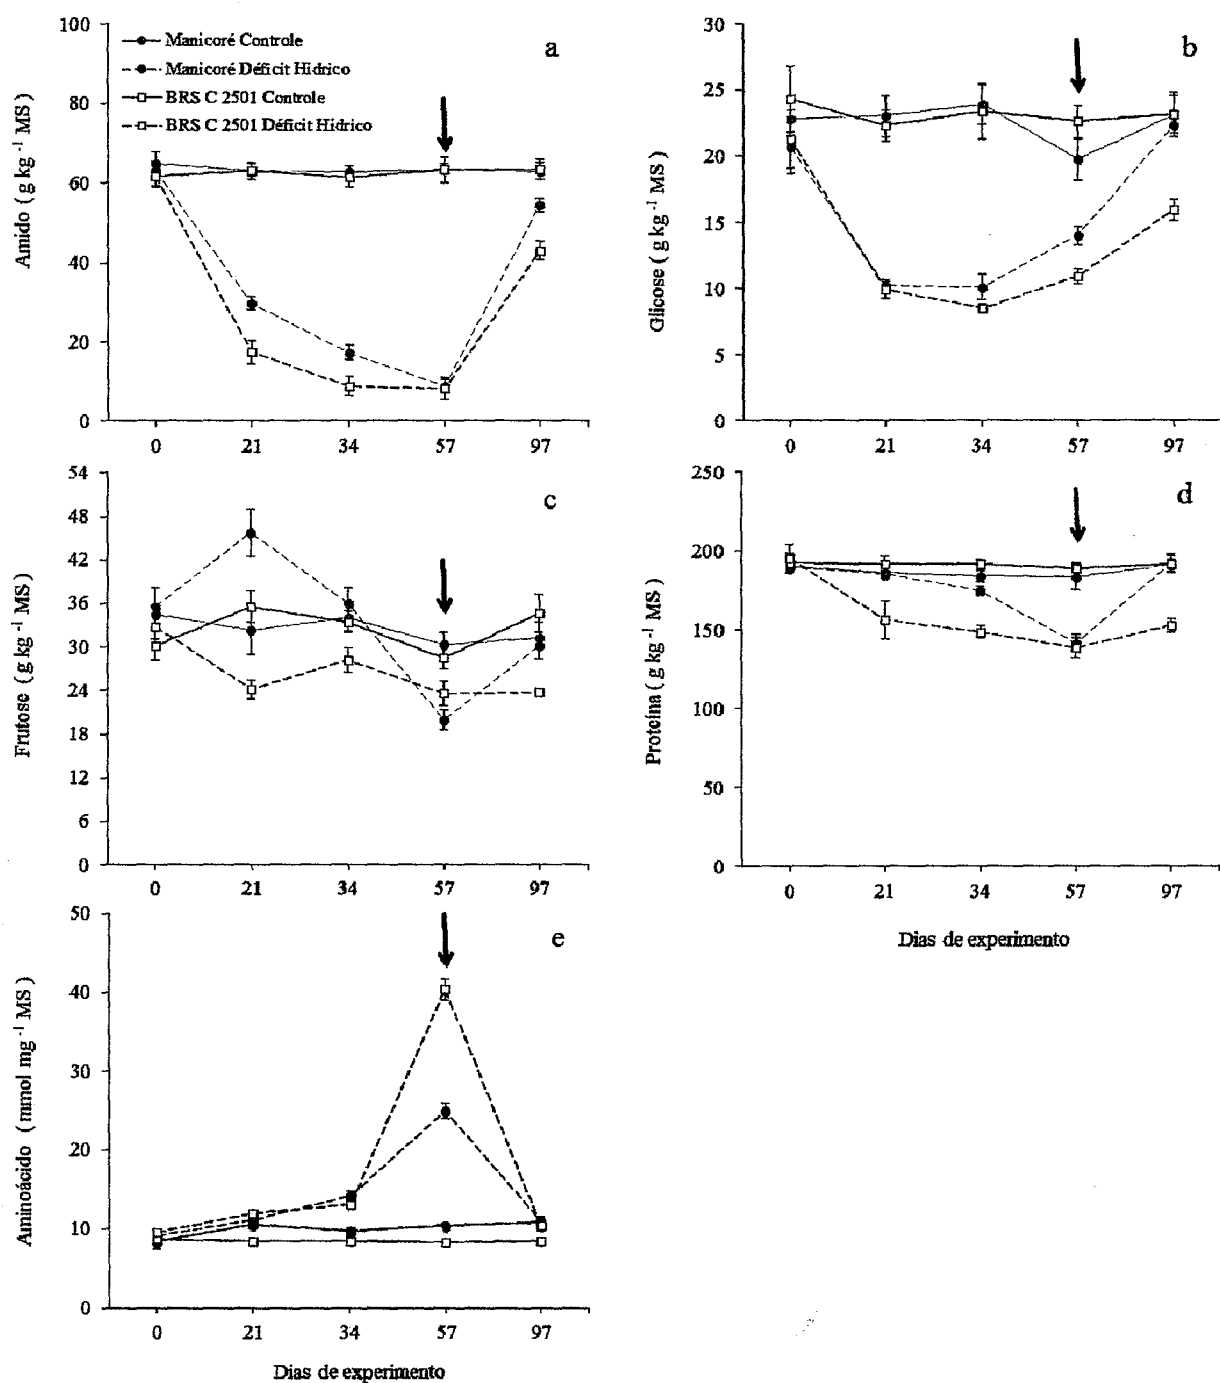 a
Manicoré Controle
Manicoré Déficit Hídrico
BRS C 2501 Controle
BRS C 2501 Déficit Hídrico
Amido ( g kg -1 MS )
100
80
60
40
20
0
0 21 34 57 97
b
Glicose ( g kg -1 MS )
30
25
20
15
10
5
0
0 21 34 57 97
c
Frutose ( g kg -1 MS )
54
48
42
36
30
24
18
12
6
0
0 21 34 57 97
d
Proteína ( g kg -1 MS )
250
200
150
100
50
0
0 21 34 57 97
Dias de experimento
e
Aminoácido ( mmol mg -1 MS )
50
40
30
20
10
0
0 21 34 57 97
Dias de experimento